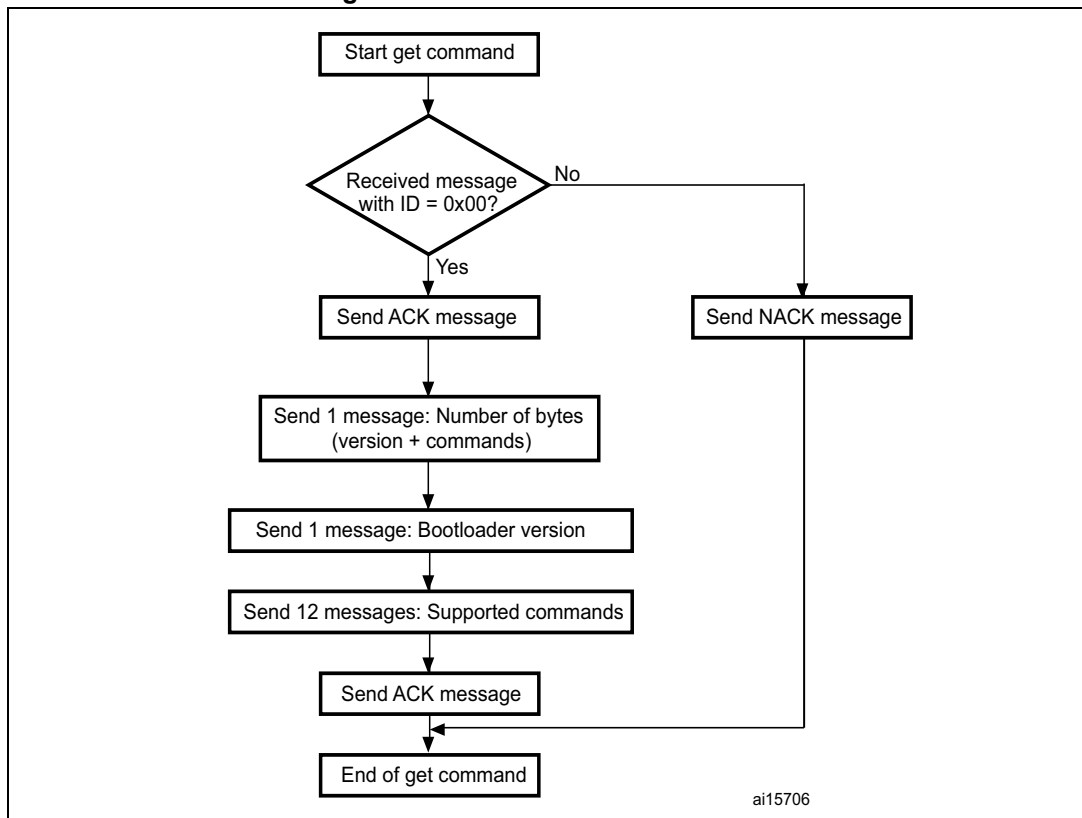 Start get command
Received message
with ID = 0x00?
No
Yes
Send ACK message
Send NACK message
Send 1 message: Number of bytes
(version + commands)
Send 1 message: Bootloader version
Send 12 messages: Supported commands
Send ACK message
End of get command
ai15706